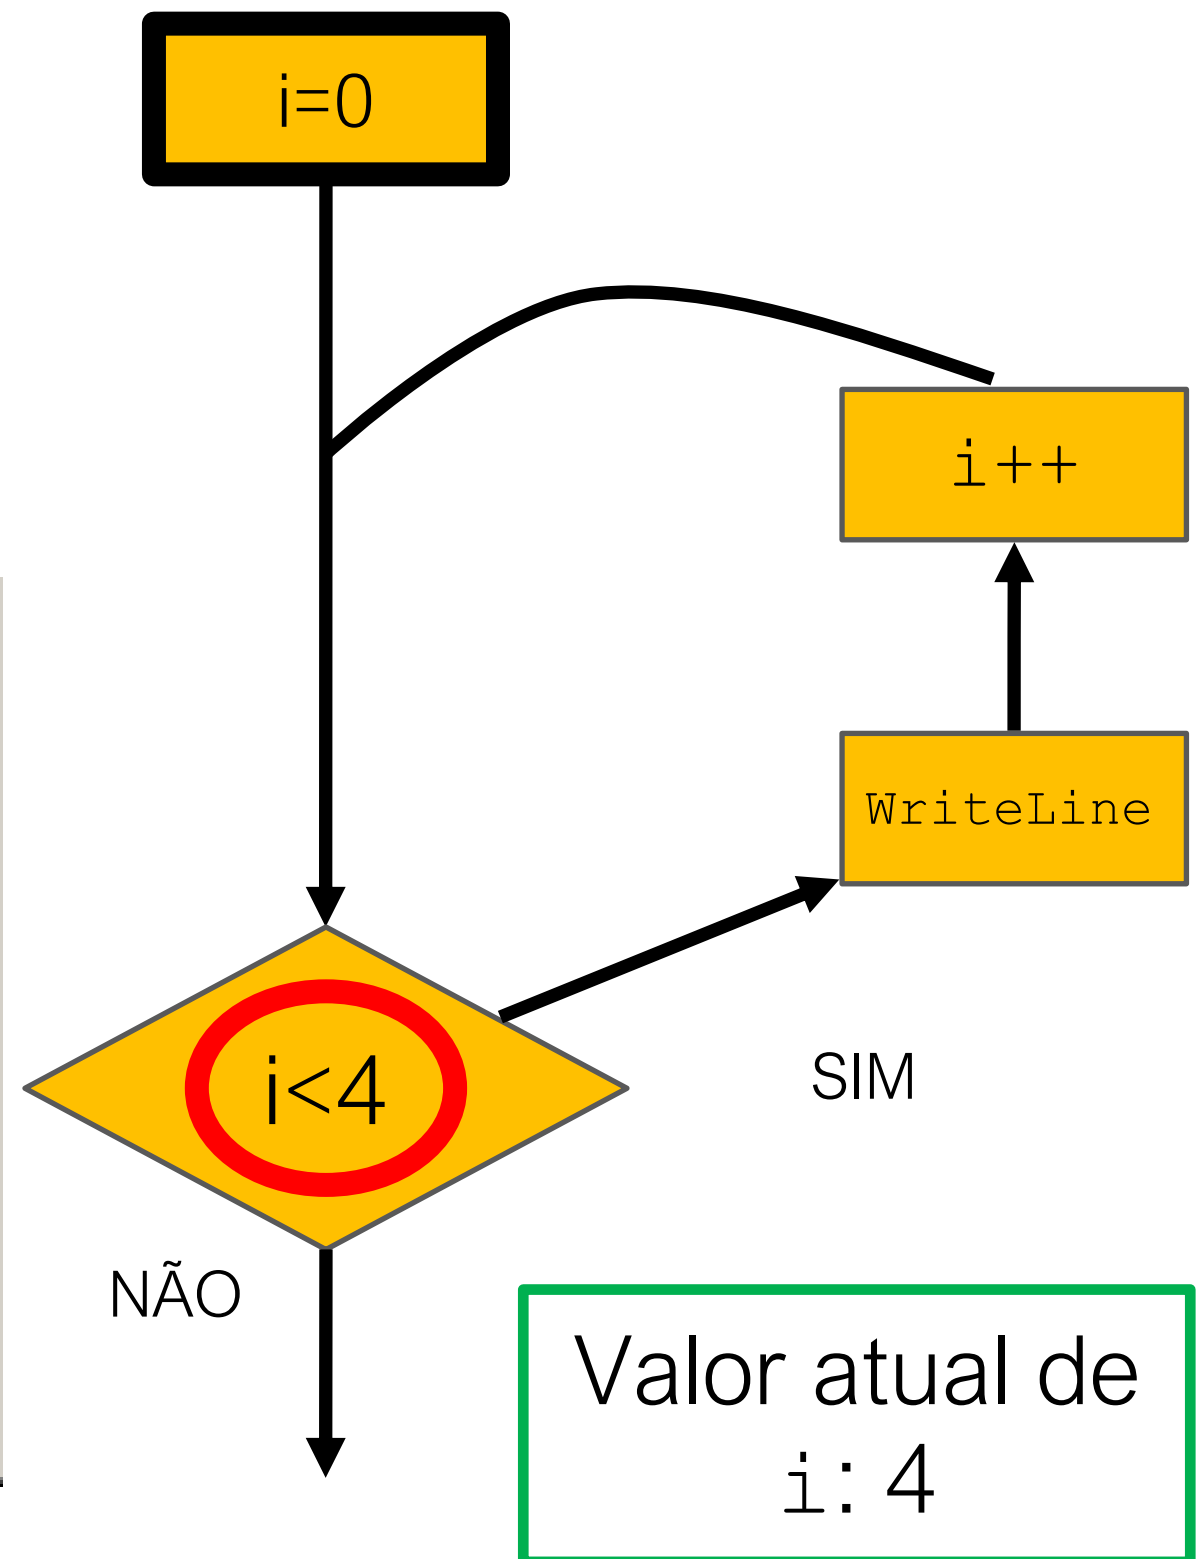 i=0
i++
WriteLine
i<4
SIM
NÃO
Valor atual de
i: 4